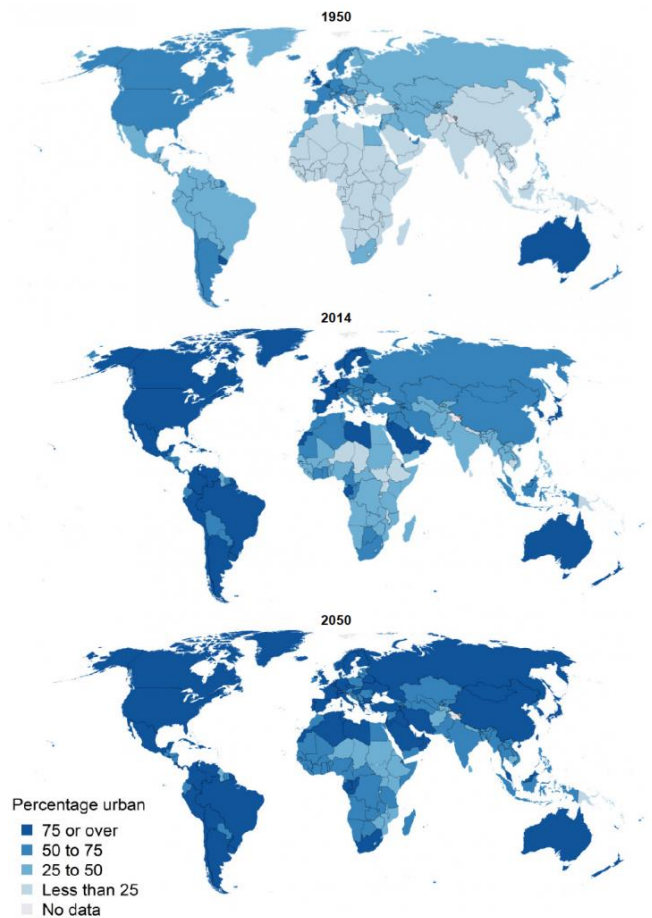 1950
2014
2050
Percentage urban
75 or over
50 to 75
25 to 50
Less than 25
No data